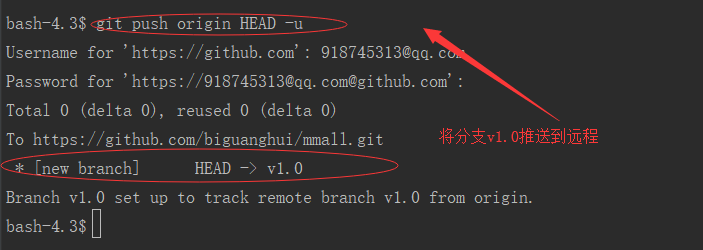 bash-4.3$ git push origin HEAD -u
Username for 'https://github.com': 918745313@qq.com
Password for 'https://918745313@qq.com@github.com':
Total 0 (delta 0), reused 0 (delta 0)
To https://github.com/biguanghui/mmall.git
将分支v1.0推送到远程
* [new branch]      HEAD -> v1.0
Branch v1.0 set up to track remote branch v1.0 from origin.
bash-4.3$